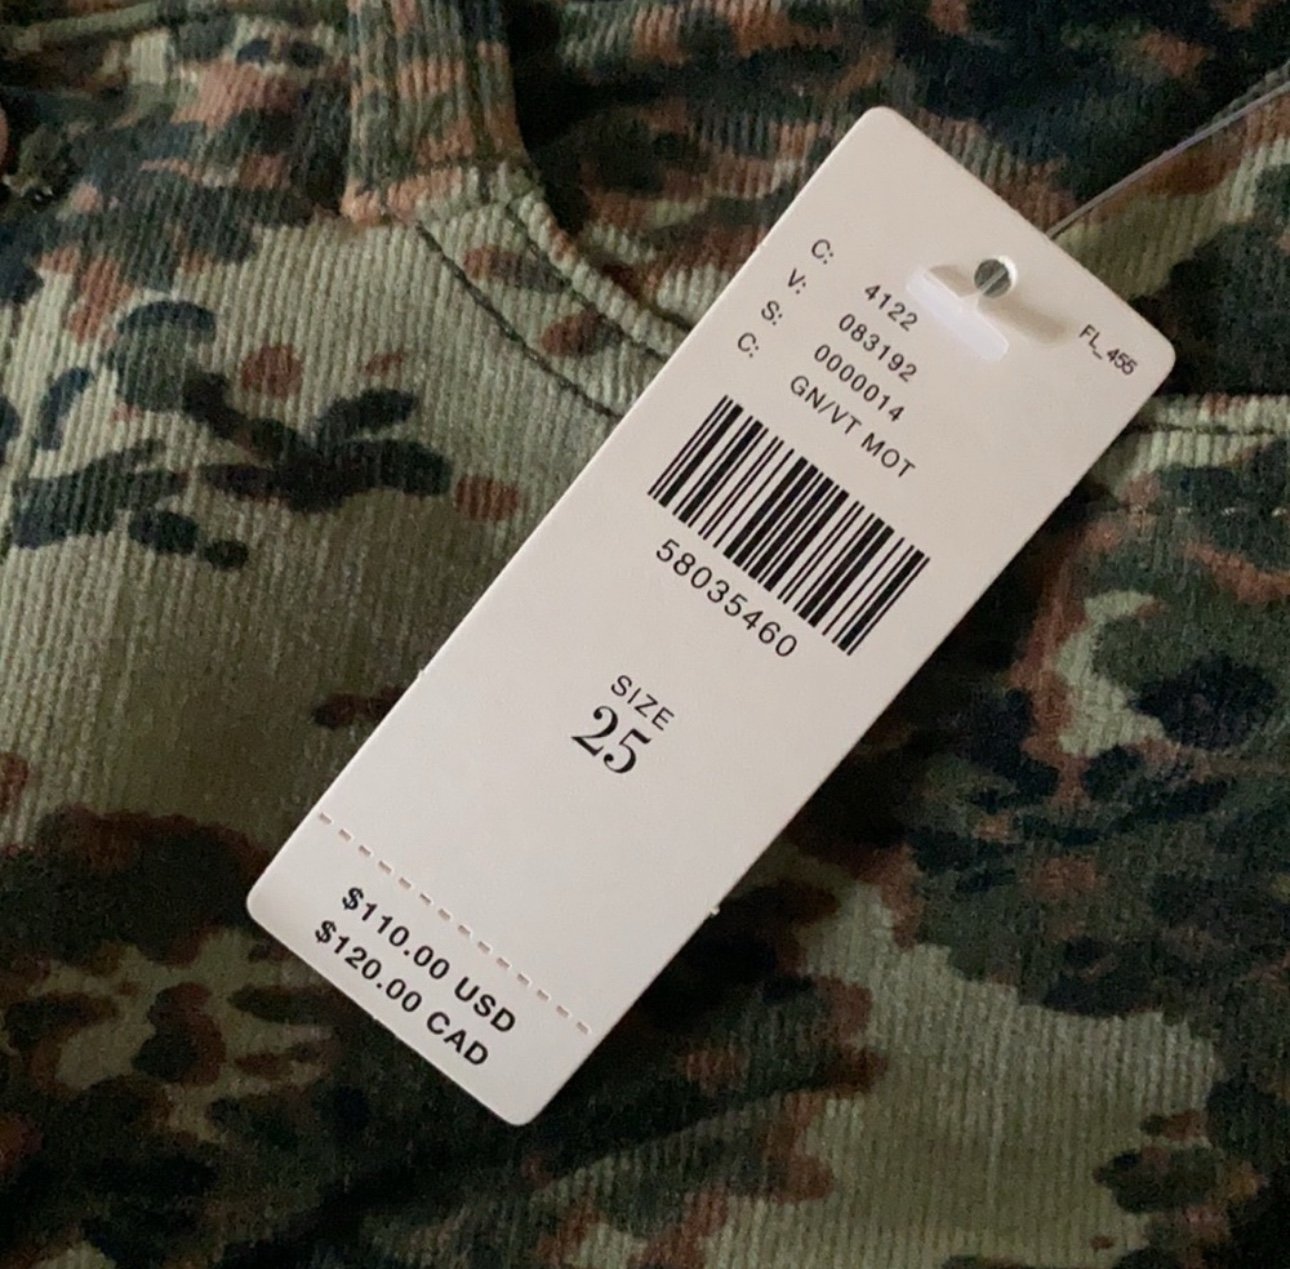 FL_455
C: 4122
V: 083192
S: 0000014
C: GN/VT MOT
58035460
SIZE
25
$110.00 USD
$120.00 CAD